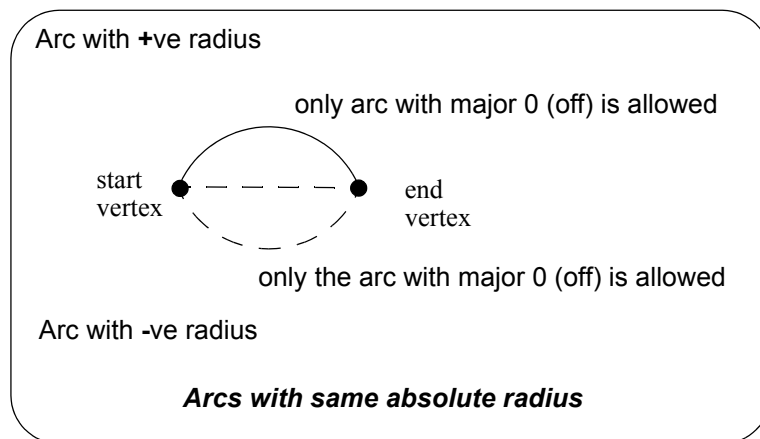 Arc with +ve radius
only arc with major 0 (off) is allowed
start
vertex
end
vertex
only the arc with major 0 (off) is allowed
Arc with -ve radius
Arcs with same absolute radius